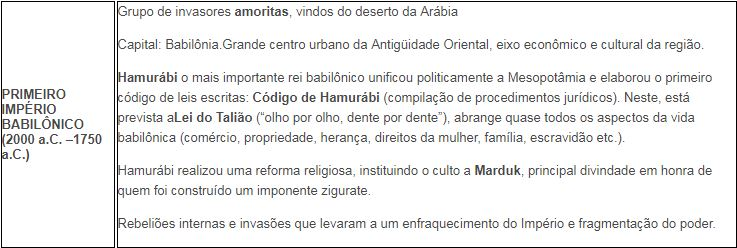 PRIMEIRO
IMPÉRIO
BABILÔNICO
(2000 a.C. –1750
a.C.)
Grupo de invasores amoritas, vindos do deserto da Arábia
Capital: Babilônia.Grande centro urbano da Antigüidade Oriental, eixo econômico e cultural da região.
Hamurábi o mais importante rei babilônico unificou politicamente a Mesopotâmia e elaborou o primeiro
código de leis escritas: Código de Hamurábi (compilação de procedimentos jurídicos). Neste, está
prevista aLei do Talião (“olho por olho, dente por dente”), abrange quase todos os aspectos da vida
babilônica (comércio, propriedade, herança, direitos da mulher, família, escravidão etc.).
Hamurábi realizou uma reforma religiosa, instituindo o culto a Marduk, principal divindade em honra de
quem foi construído um imponente zigurate.
Rebeliões internas e invasões que levaram a um enfraquecimento do Império e fragmentação do poder.